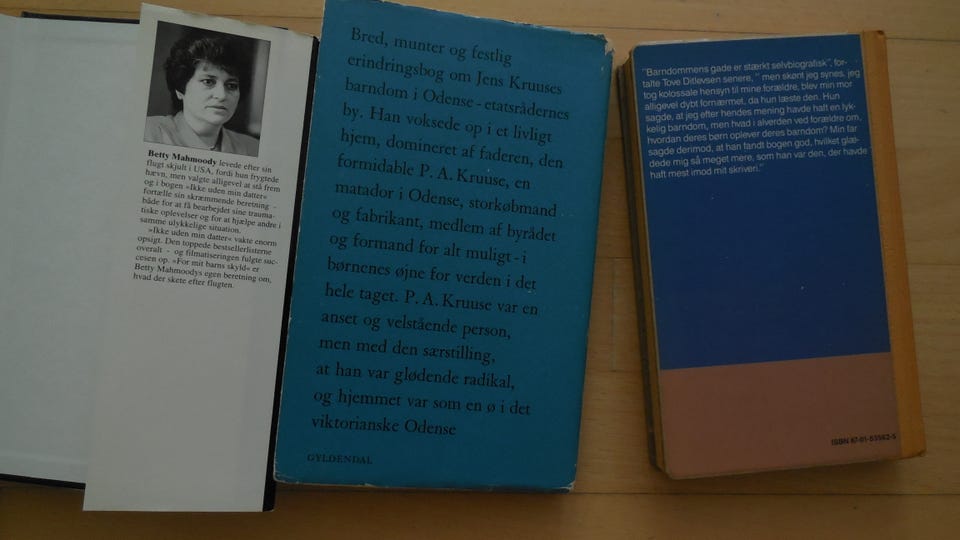 Betty Mahmoody levede efter sin
flugt skjult i USA, fordi hun frygtede
hævn, men valgte alligevel at stå frem
og i bogen »Ikke uden min datter«
fortælle sin skræmmende beretning -
både for at få bearbejdet sine trauma-
tiske oplevelser og for at hjælpe andre i
samme ulykkelige situation.
»Ikke uden min datter« vakte enorm
opsigt. Den toppede bestsellerlisterne
overalt - og filmatiseringen fulgte suc-
cesen op. »For mit barns skyld« er
Betty Mahmoodys egen beretning om,
hvad der skete efter flugten.
Bred, munter og festlig
erindringsbog om Jens Kruuses
barndom i Odense - etatsrådernes
by. Han voksede op i et livligt
hjem, domineret af faderen, den
formidable P. A. Kruuse, en
matador i Odense, storkøbmand
og fabrikant, medlem af byrådet
og formand for alt muligt - i
børnenes øjne for verden i det
hele taget. P. A. Kruuse var en
anset og velstående person,
men med den særstilling,
at han var glødende radikal,
og hjemmet var som en ø i det
viktorianske Odense
GYLDENDAL
"Barndommens gade er stærkt selvbiografisk", for-
talte Tove Ditlevsen senere, " men skønt jeg synes, jeg
tog kolossale hensyn til mine forældre, blev min mor
alligevel dybt fornærmet, da hun læste den. Hun
sagde, at jeg efter hendes mening havde haft en lyk-
kelig barndom, men hvad i alverden ved forældre om,
hvordan deres børn oplever deres barndom? Min far
sagde derimod, at han fandt bogen god, hvilket glæ-
dede mig så meget mere, som han var den, der havde
haft mest imod mit skriveri."
ISBN 87-01-53562-5